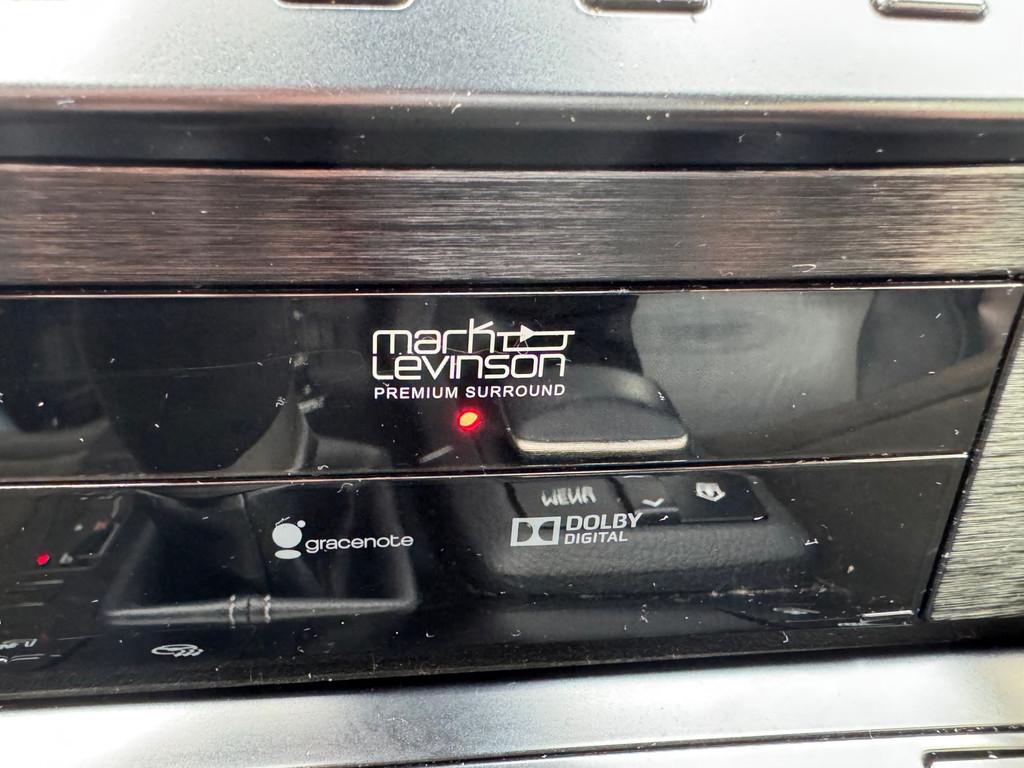 mark
Levinson
PREMIUM SURROUND
gracenote
DOLBY
DIGITAL